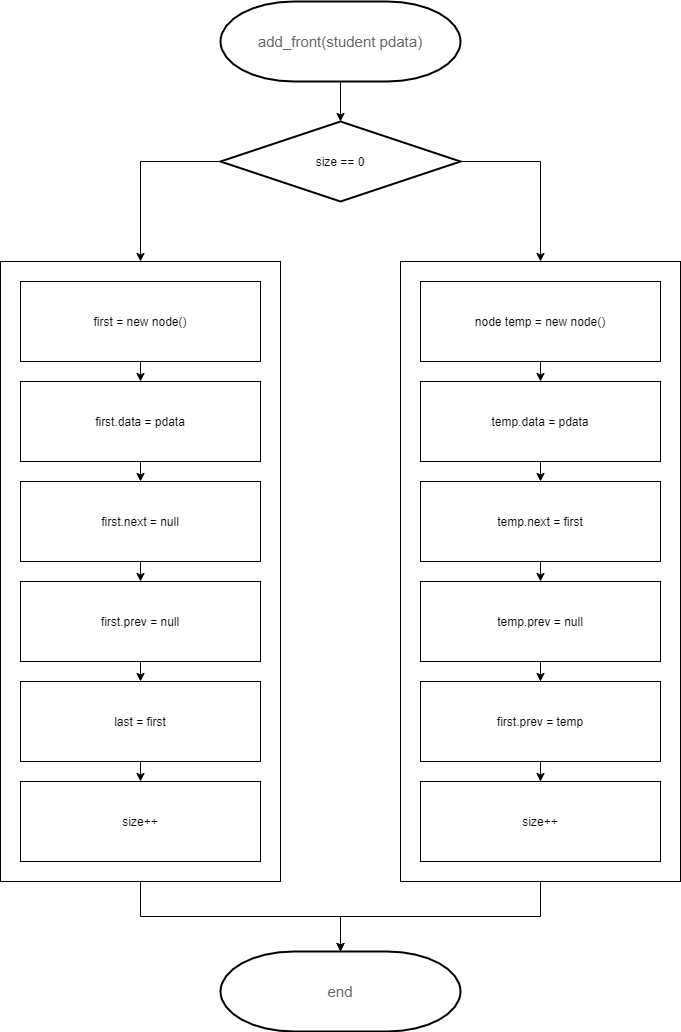 add_front(student pdata)
size == 0
first = new node()
first.data = pdata
first.next = null
first.prev = null
last = first
size++
node temp = new node()
temp.data = pdata
temp.next = first
temp.prev = null
first.prev = temp
size++
end